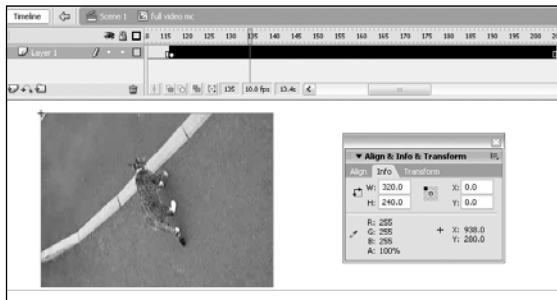 Timeline Scene 1 full video mc
115 120 125 130 135 140 145 150 155 160 165 170 175 180 185 190 195 200
Layer 1
135 10.0 fps 13.4s
Align & Info & Transform
Align Info Transform
W: 320.0 X: 0.0
H: 240.0 Y: 0.0
R: 255
G: 255 X: 938.0
B: 255 Y: 280.0
A: 100%